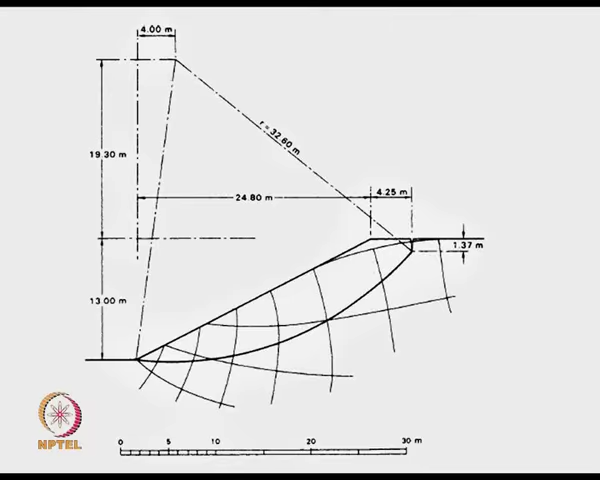 4.00 m
19.30 m
r = 32.60 m
24.80 m
4.25 m
1.37 m
13.00 m
NPTEL
0 5 10 20 30 m